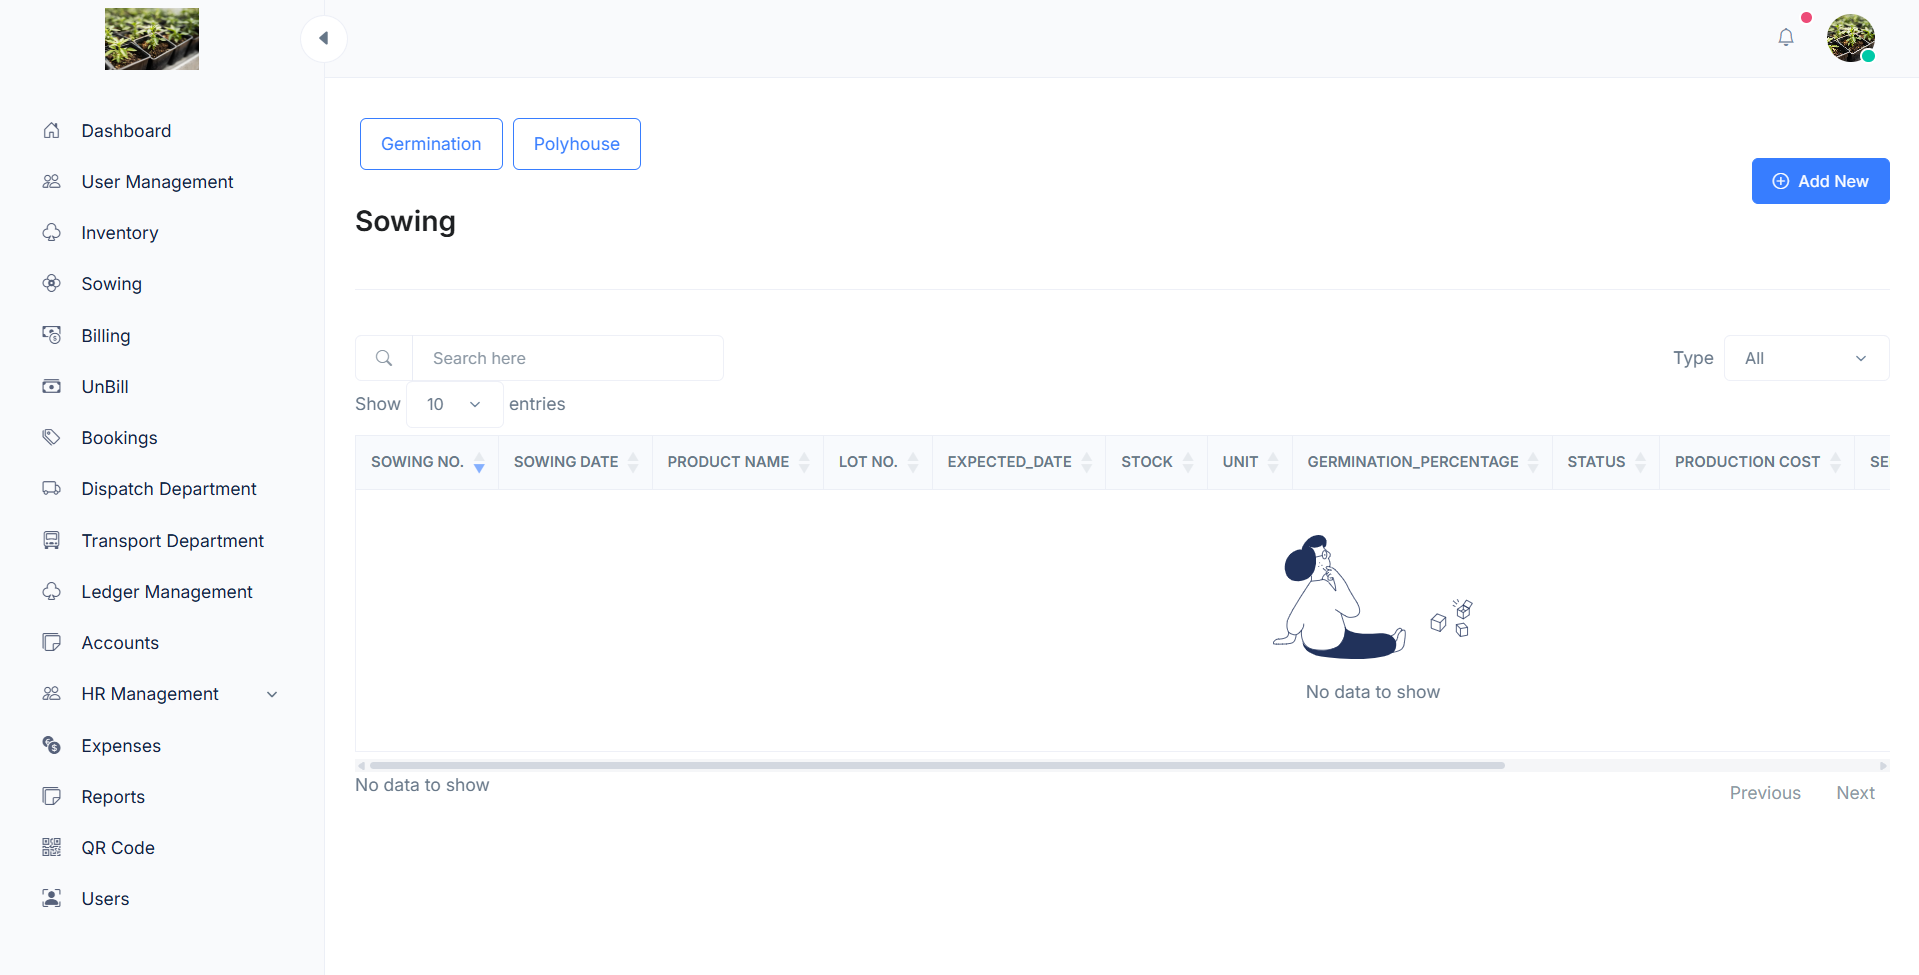 Dashboard
User Management
Inventory
Sowing
Billing
UnBill
Bookings
Dispatch Department
Transport Department
Ledger Management
Accounts
HR Management
Expenses
Reports
QR Code
Users
Germination Polyhouse
Add New
Sowing
Search here
Type All
Show 10 entries
SOWING NO. SOWING DATE PRODUCT NAME LOT NO. EXPECTED_DATE STOCK UNIT GERMINATION_PERCENTAGE STATUS PRODUCTION COST SE
No data to show
No data to show
Previous Next